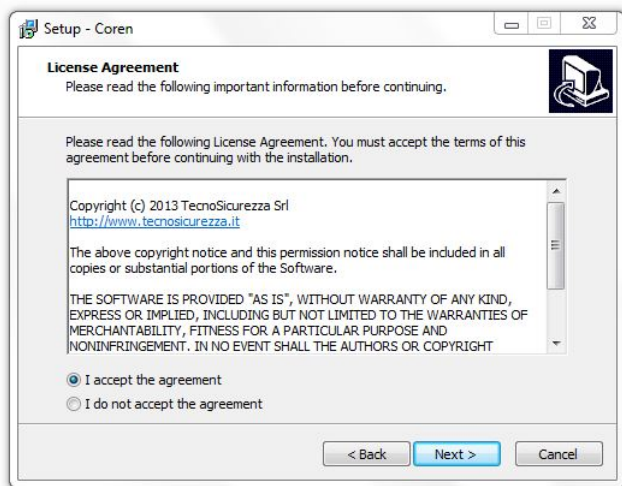 Setup - Coren
License Agreement
Please read the following important information before continuing.
Please read the following License Agreement. You must accept the terms of this
agreement before continuing with the installation.
Copyright (c) 2013 TecnoSicurezza Srl
http://www.tecnosicurezza.it
The above copyright notice and this permission notice shall be included in all
copies or substantial portions of the Software.
THE SOFTWARE IS PROVIDED "AS IS", WITHOUT WARRANTY OF ANY KIND,
EXPRESS OR IMPLIED, INCLUDING BUT NOT LIMITED TO THE WARRANTIES OF
MERCHANTABILITY, FITNESS FOR A PARTICULAR PURPOSE AND
NONINFRINGEMENT. IN NO EVENT SHALL THE AUTHORS OR COPYRIGHT
I accept the agreement
I do not accept the agreement
< Back Next > Cancel